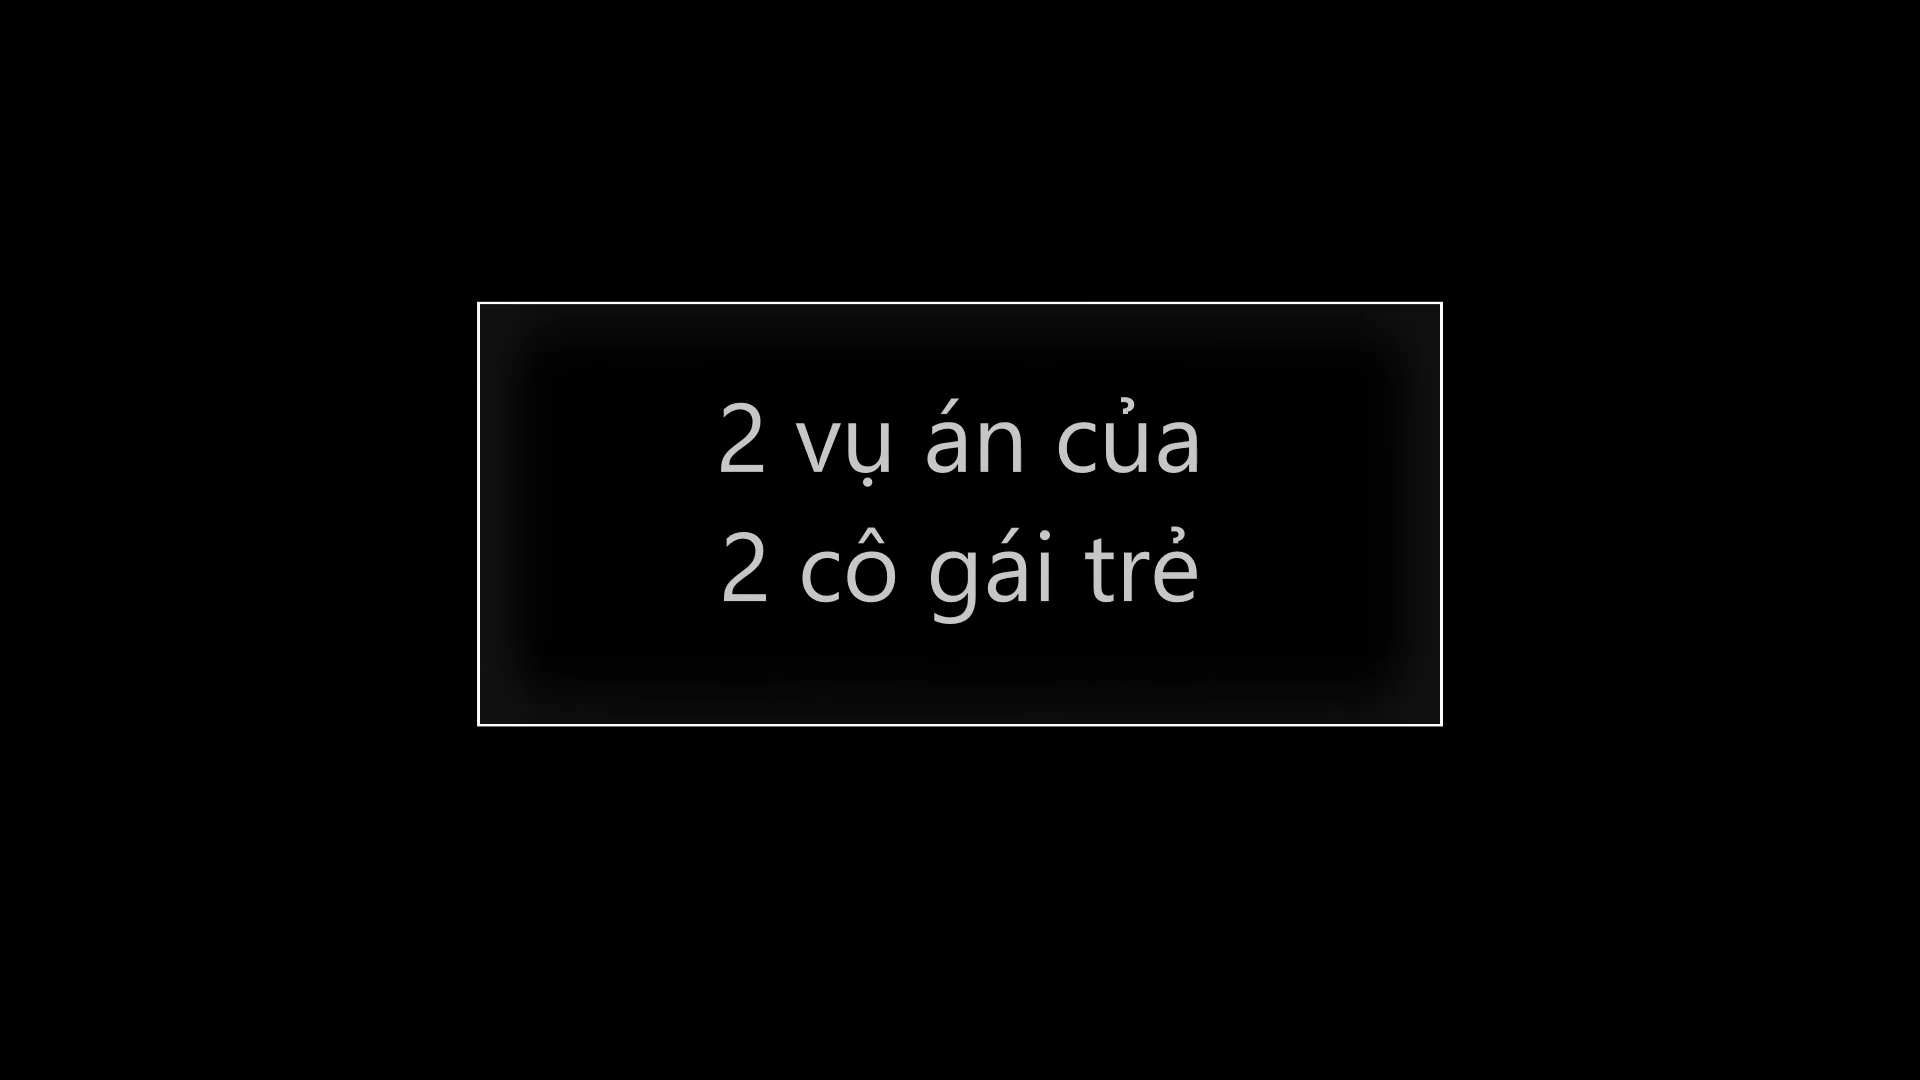 2 vụ án của
2 cô gái trẻ